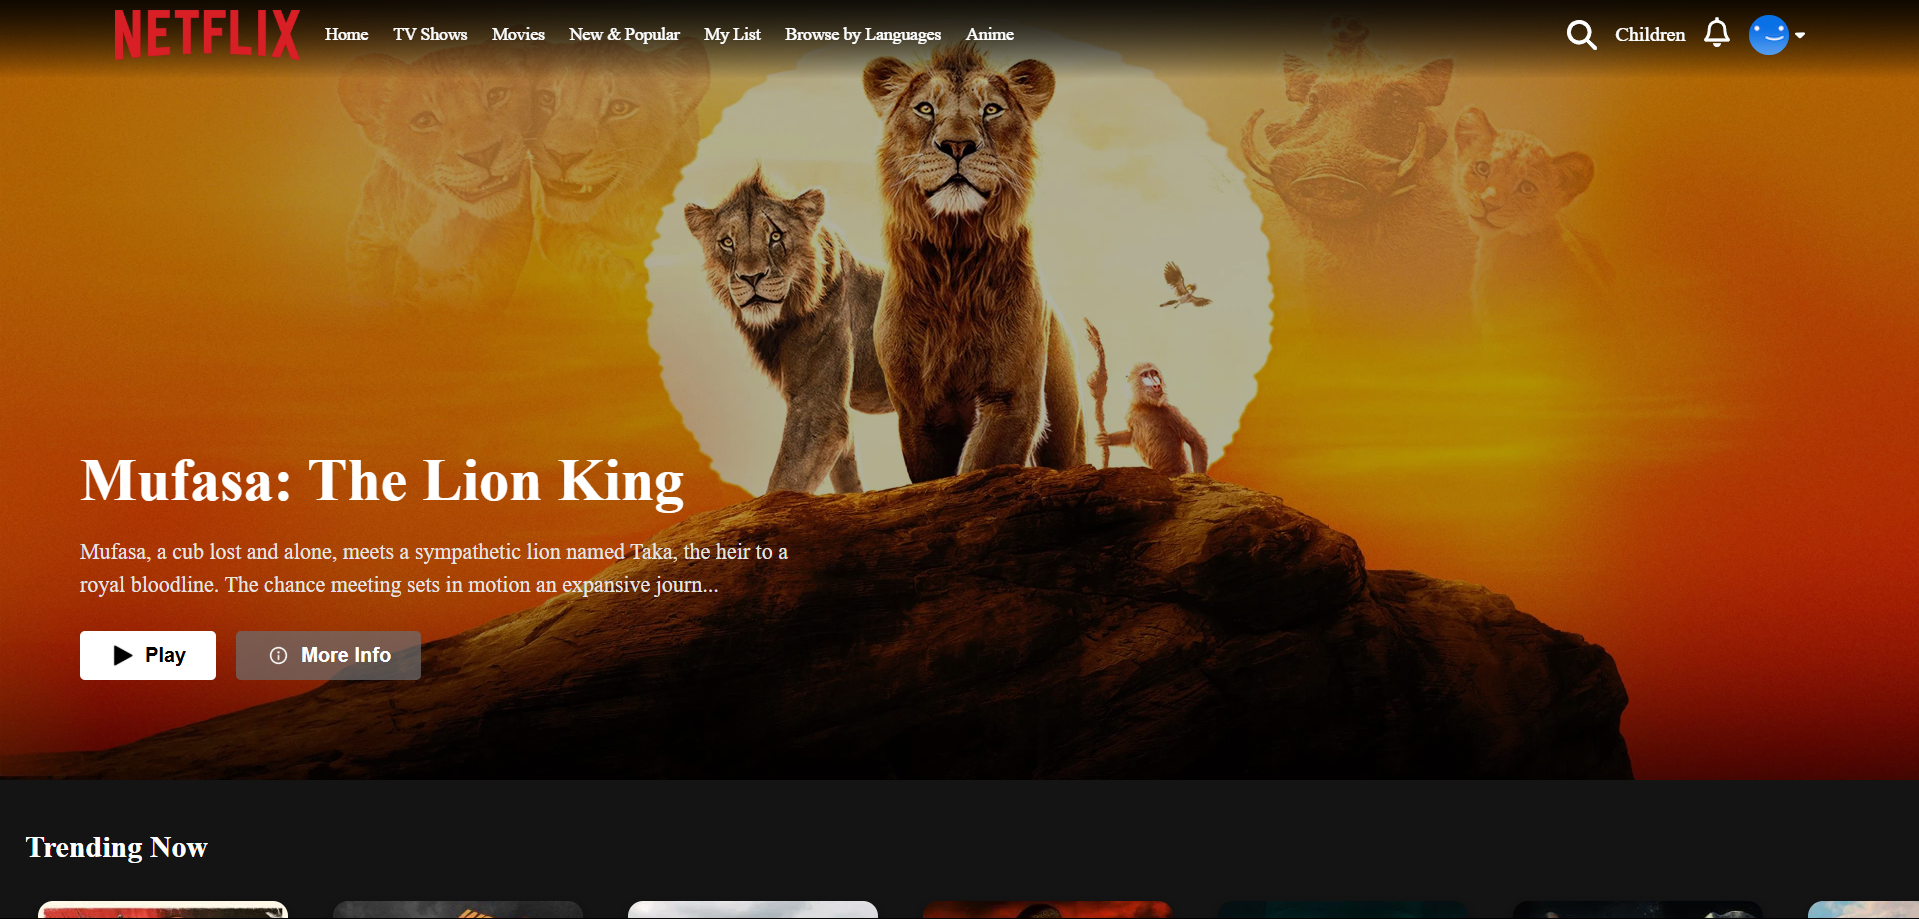 NETFLIX
Home TV Shows Movies New & Popular My List Browse by Languages Anime
Children
Mufasa: The Lion King
Mufasa, a cub lost and alone, meets a sympathetic lion named Taka, the heir to a
royal bloodline. The chance meeting sets in motion an expansive journ...
Play
More Info
Trending Now